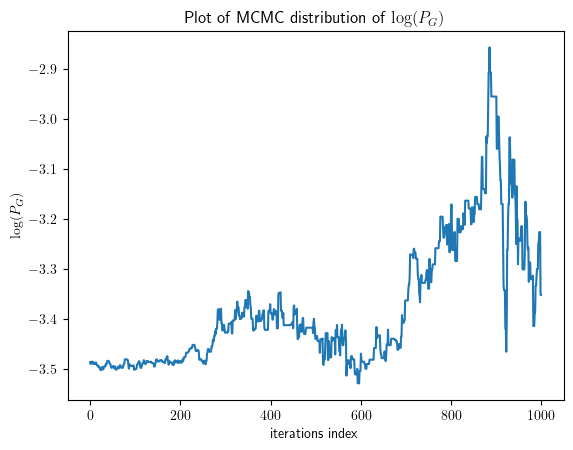 Plot of MCMC distribution of log(P_G)
−2.9
−3.0
−3.1
−3.2
−3.3
−3.4
−3.5
log(P_G)
0 200 400 600 800 1000
iterations index